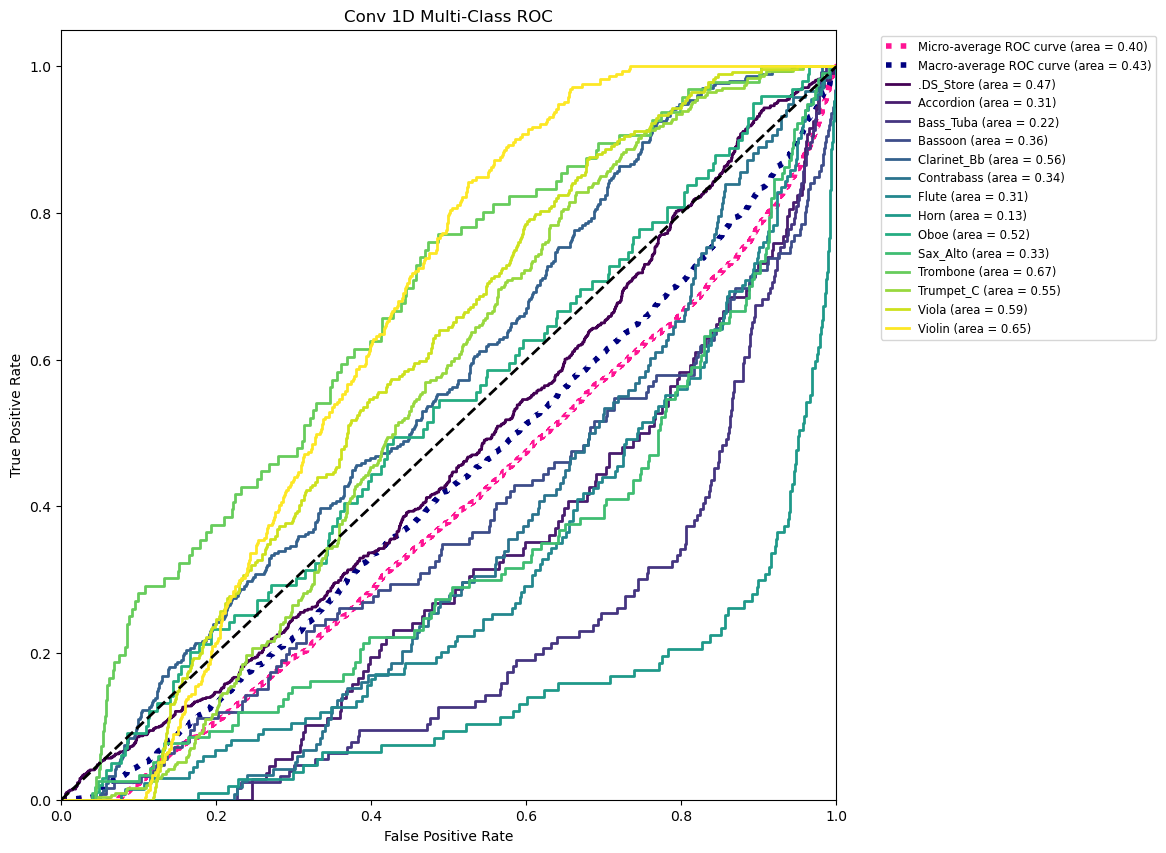 Conv 1D Multi-Class ROC
1.0
0.8
0.6
0.4
0.2
0.0
True Positive Rate
0.0 0.2 0.4 0.6 0.8 1.0
False Positive Rate
Micro-average ROC curve (area = 0.40)
Macro-average ROC curve (area = 0.43)
.DS_Store (area = 0.47)
Accordion (area = 0.31)
Bass_Tuba (area = 0.22)
Bassoon (area = 0.36)
Clarinet_Bb (area = 0.56)
Contrabass (area = 0.34)
Flute (area = 0.31)
Horn (area = 0.13)
Oboe (area = 0.52)
Sax_Alto (area = 0.33)
Trombone (area = 0.67)
Trumpet_C (area = 0.55)
Viola (area = 0.59)
Violin (area = 0.65)